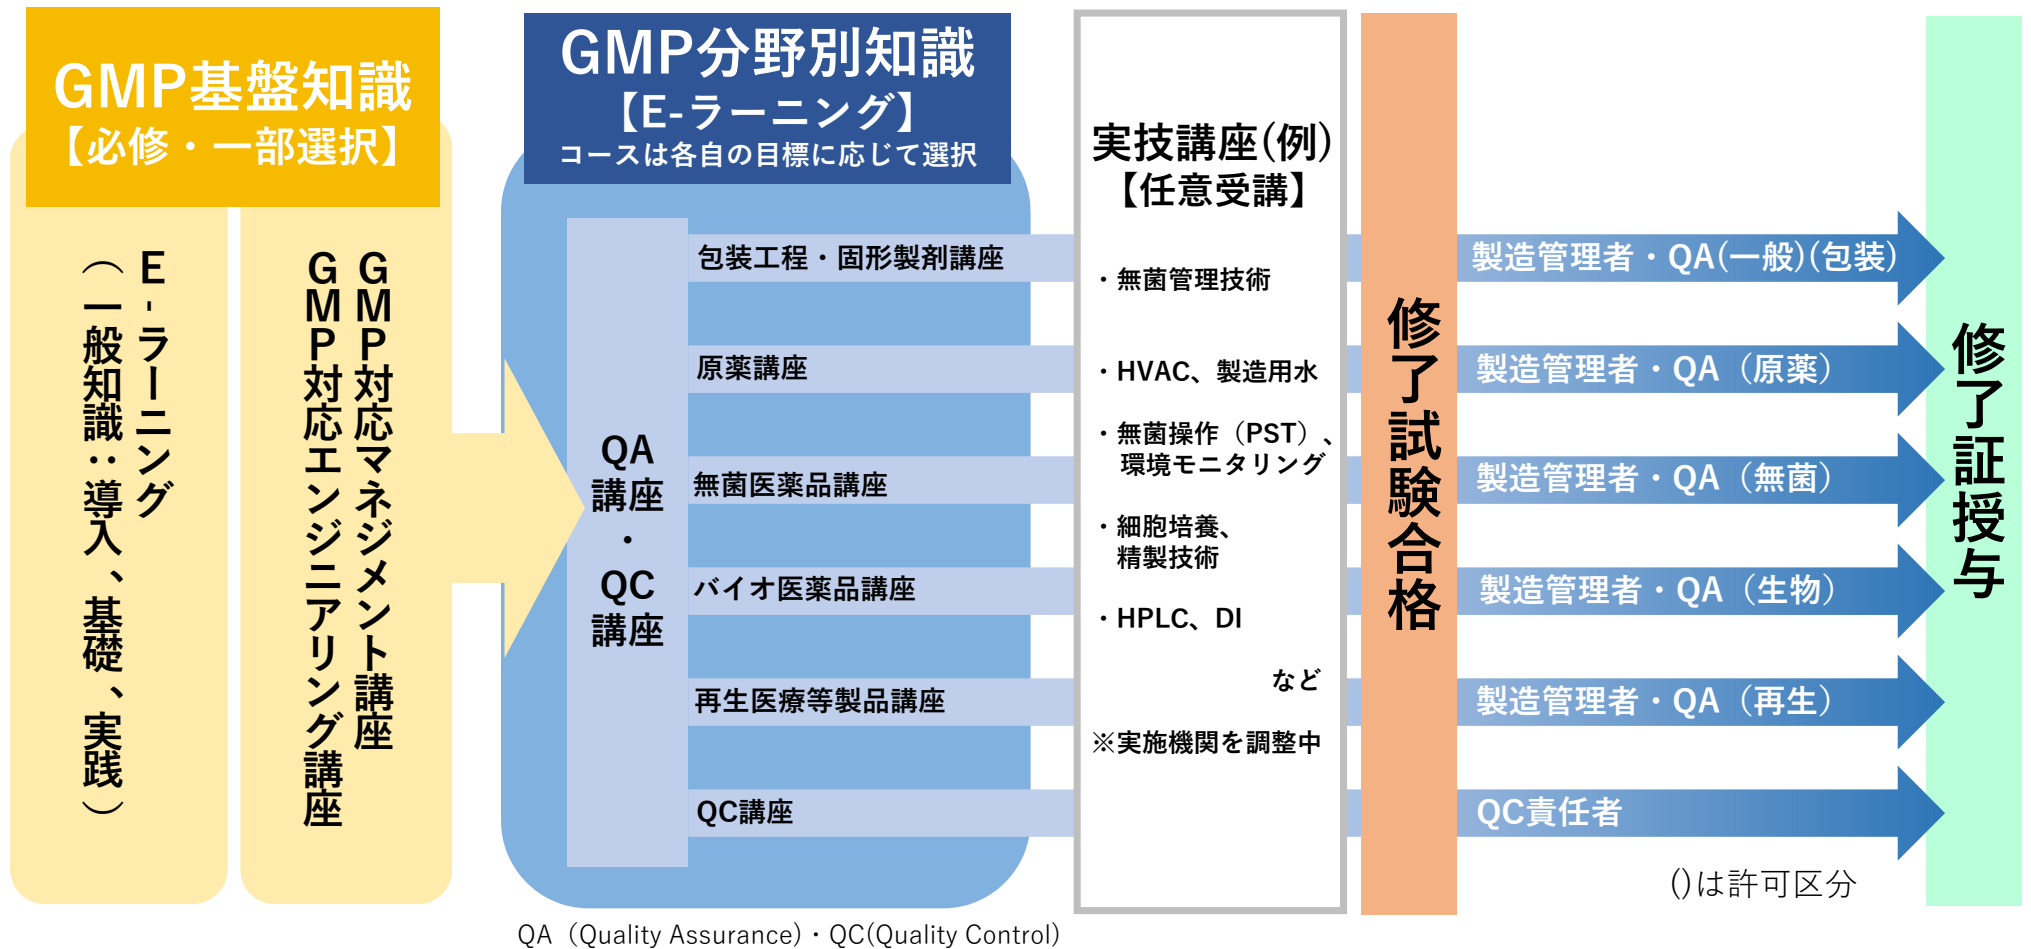 GMP基盤知識
【必修・一部選択】
E-ラーニング
（一般知識：導入、基礎、実践）
GMP対応マネジメント講座
GMP対応エンジニアリング講座
GMP分野別知識
【E-ラーニング】
コースは各自の目標に応じて選択
QA
講座
・
QC
講座
包装工程・固形製剤講座
原薬講座
無菌医薬品講座
バイオ医薬品講座
再生医療等製品講座
QC講座
QA（Quality Assurance)・QC(Quality Control)
実技講座(例)
【任意受講】
・無菌管理技術
・HVAC、製造用水
・無菌操作（PST）、
環境モニタリング
・細胞培養、
精製技術
・HPLC、DI
など
※実施機関を調整中
修了試験合格
製造管理者・QA(一般)(包装)
製造管理者・QA（原薬）
製造管理者・QA（無菌）
製造管理者・QA（生物）
製造管理者・QA（再生）
QC責任者
()は許可区分
修了証授与